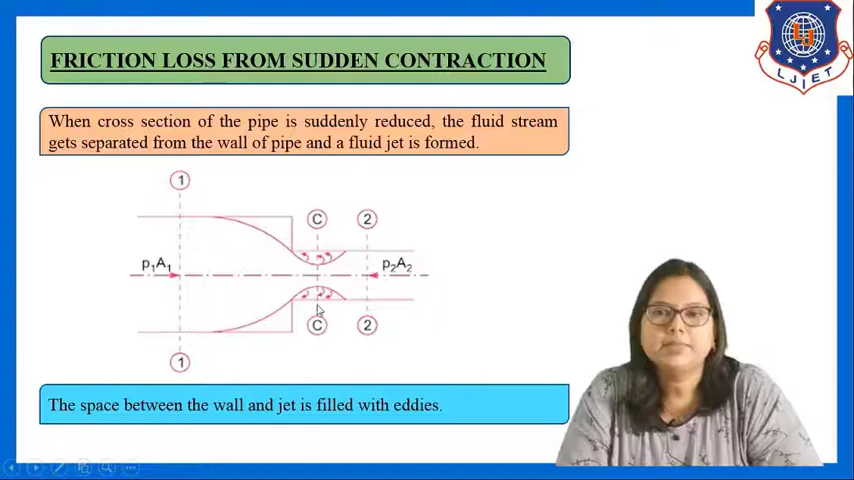 FRICTION LOSS FROM SUDDEN CONTRACTION
When cross section of the pipe is suddenly reduced, the fluid stream
gets separated from the wall of pipe and a fluid jet is formed.
1
C
2
p₁A₁
p₂A₂
C
2
1
The space between the wall and jet is filled with eddies.
LJ
LJIET